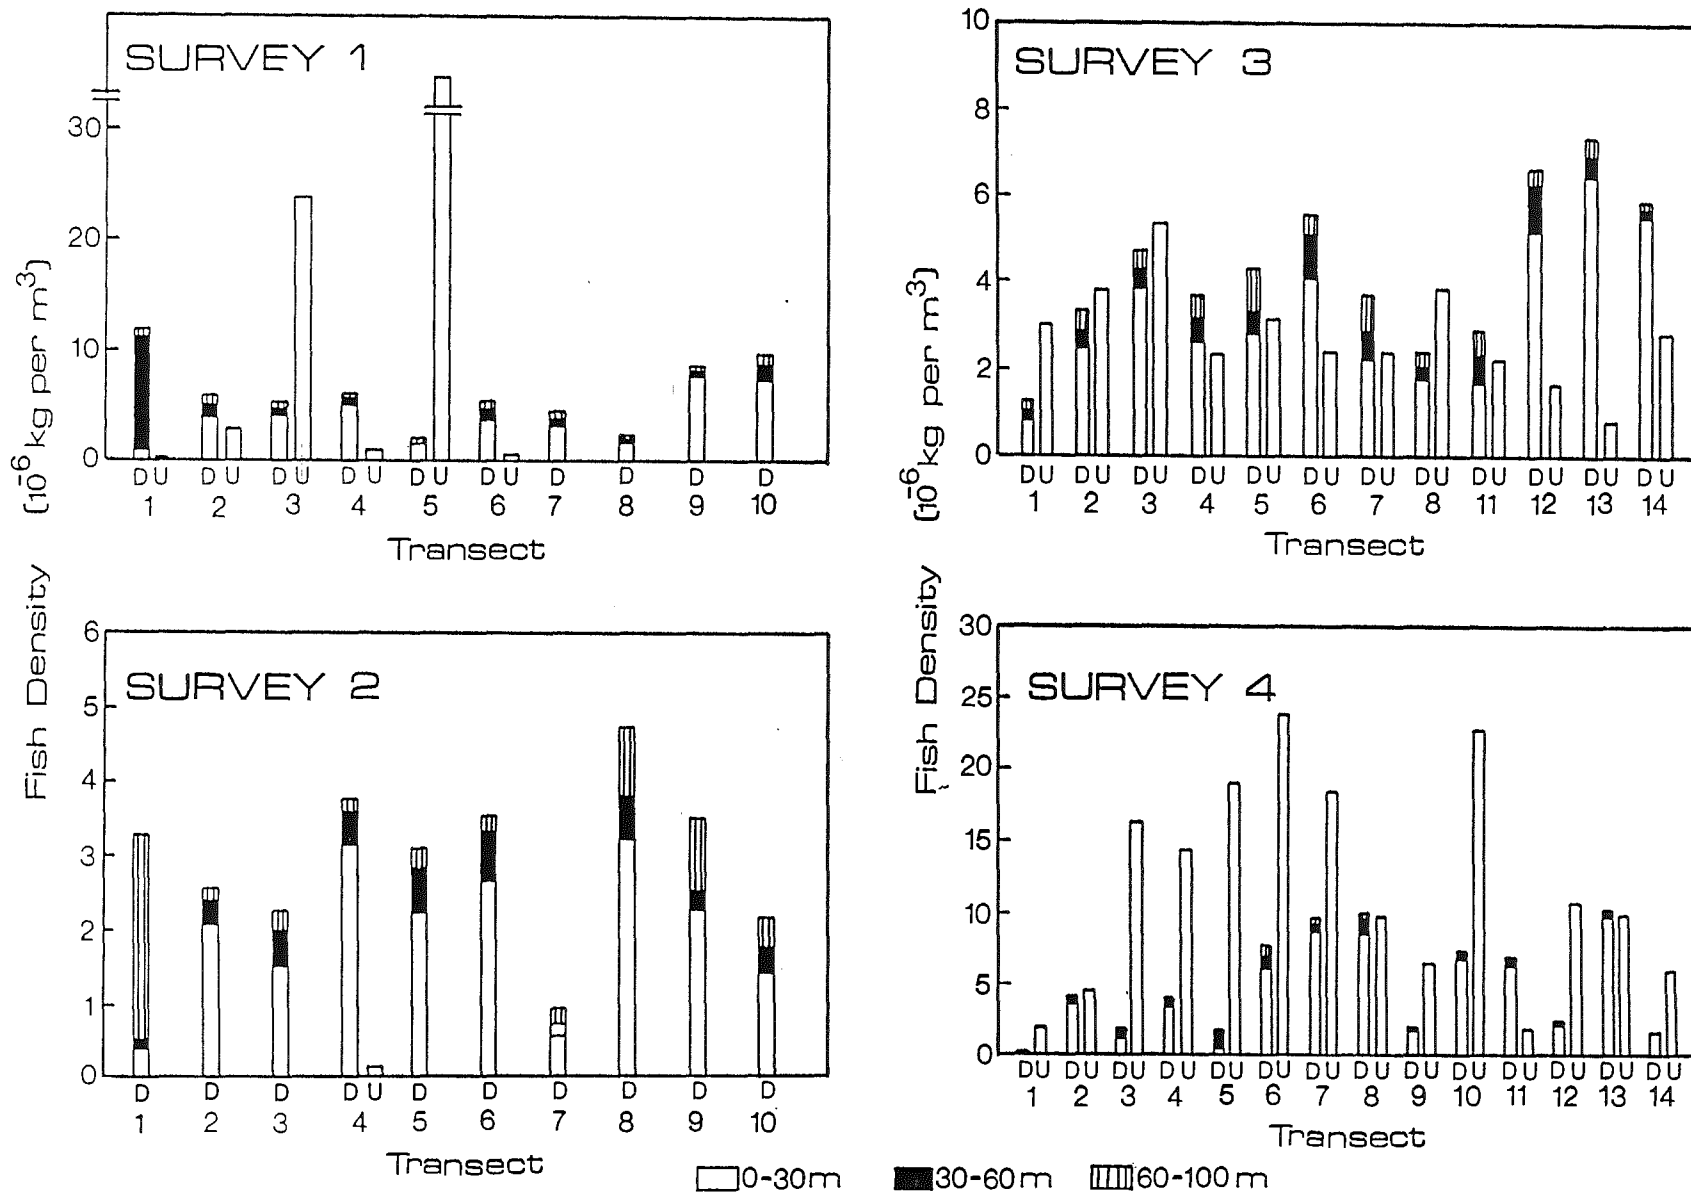 SURVEY 1
30
20
10
0
D U D U D U D U D U D U D D D D
1 2 3 4 5 6 7 8 9 10
Transect
SURVEY 3
10
8
6
4
2
0
DU DU DU DU DU DU DU DU DU DU DU DU
1 2 3 4 5 6 7 8 11 12 13 14
Transect
Fish Density (10⁻⁶ kg per m³)
Fish Density (10⁻⁶ kg per m³)
SURVEY 2
6
5
4
3
2
1
0
D D D D U D D D D D D
1 2 3 4 5 6 7 8 9 10
Transect
SURVEY 4
30
25
20
15
10
5
0
DU DU DU DU DU DU DU DU DU DU DU DU DU DU
1 2 3 4 5 6 7 8 9 10 11 12 13 14
Transect
0-30m 30-60m 60-100m